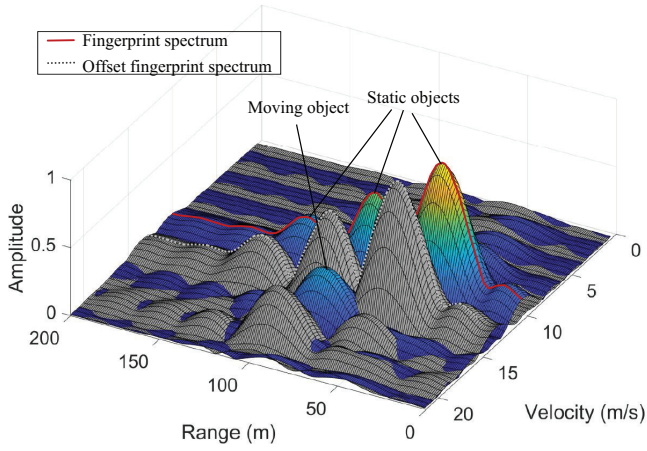 Fingerprint spectrum
Offset fingerprint spectrum
Moving object
Static objects
Amplitude
1
0.5
0
200
150
100
50
0
Range (m)
0
5
10
15
20
Velocity (m/s)